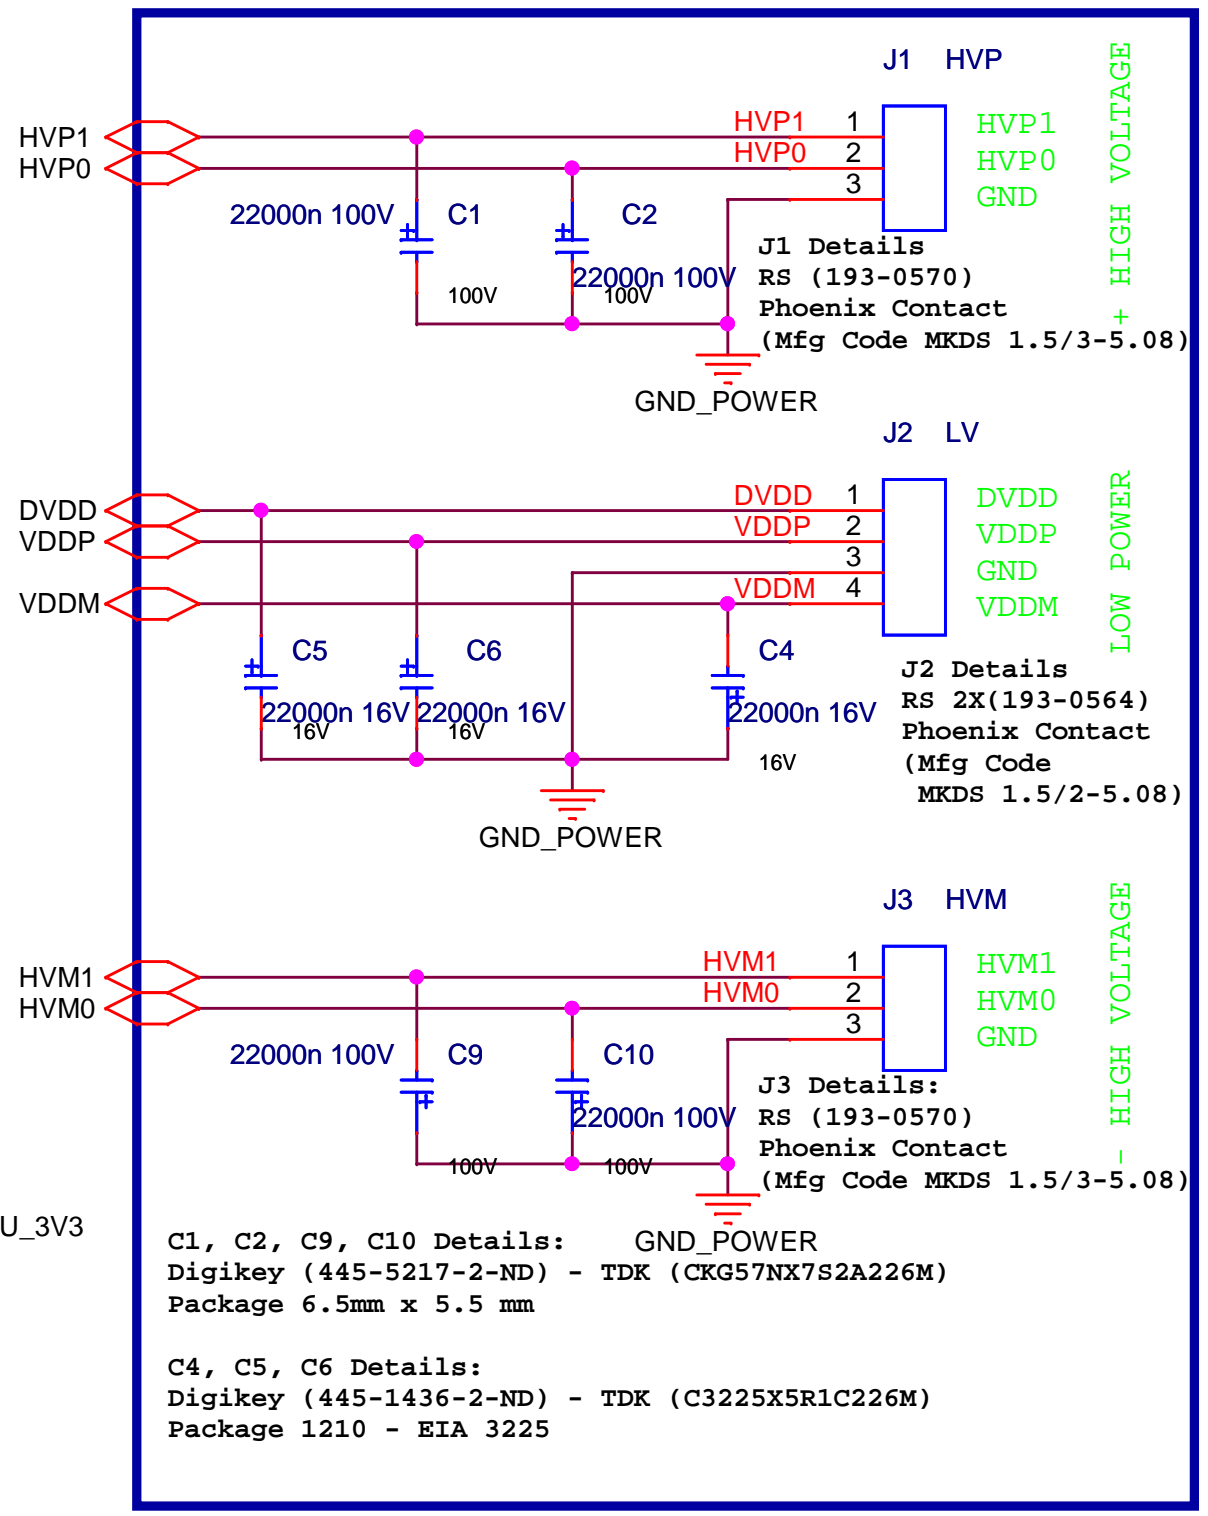 J1 HVP
HVP1
HVP0
HVP1 1
HVP0 2
3
HVP1
HVP0
GND
+ HIGH VOLTAGE
22000n 100V C1
C2
22000n 100V
100V
100V
J1 Details
RS (193-0570)
Phoenix Contact
(Mfg Code MKDS 1.5/3-5.08)
GND_POWER
J2 LV
DVDD
VDDP
VDDM
DVDD 1
VDDP 2
3
VDDM 4
DVDD
VDDP
GND
VDDM
LOW POWER
C5
C6
C4
22000n 16V
22000n 16V
22000n 16V
16V
16V
16V
J2 Details
RS 2X(193-0564)
Phoenix Contact
(Mfg Code
MKDS 1.5/2-5.08)
GND_POWER
J3 HVM
HVM1
HVM0
HVM1 1
HVM0 2
3
HVM1
HVM0
GND
- HIGH VOLTAGE
22000n 100V C9
C10
22000n 100V
100V
100V
J3 Details:
RS (193-0570)
Phoenix Contact
(Mfg Code MKDS 1.5/3-5.08)
GND_POWER
U_3V3
C1, C2, C9, C10 Details:
Digikey (445-5217-2-ND) - TDK (CKG57NX7S2A226M)
Package 6.5mm x 5.5 mm
C4, C5, C6 Details:
Digikey (445-1436-2-ND) - TDK (C3225X5R1C226M)
Package 1210 - EIA 3225